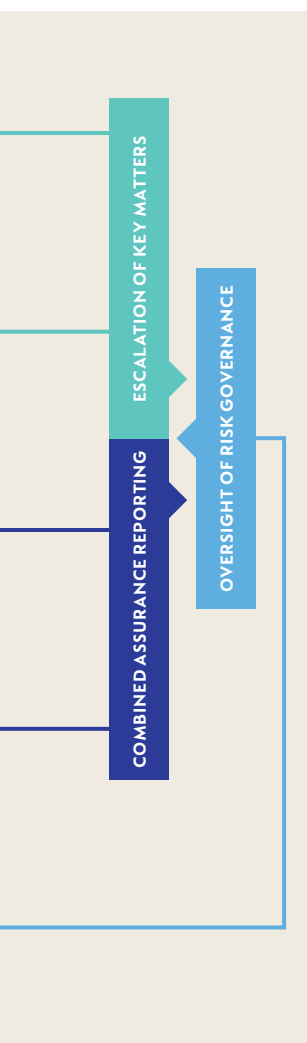 ESCALATION OF KEY MATTERS
COMBINED ASSURANCE REPORTING
OVERSIGHT OF RISK GOVERNANCE